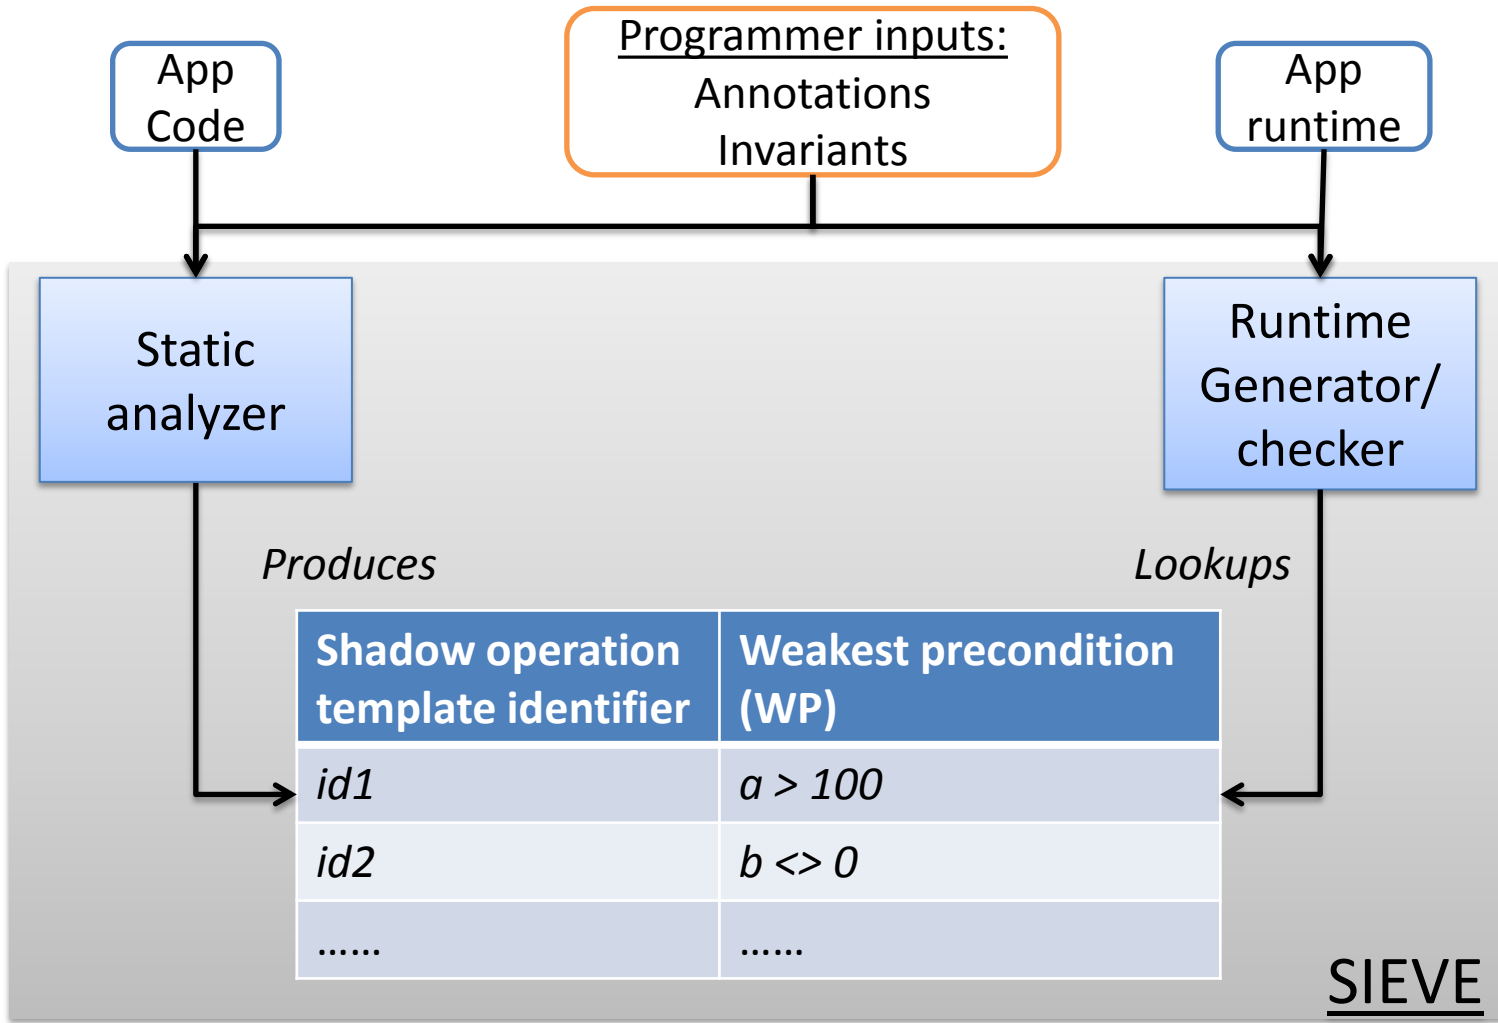 App
Code
Programmer inputs:
Annotations
Invariants
App
runtime
Static
analyzer
Runtime
Generator/
checker
Produces
Lookups
Shadow operation
template identifier
Weakest precondition
(WP)
id1
a > 100
id2
b <> 0
......
......
SIEVE